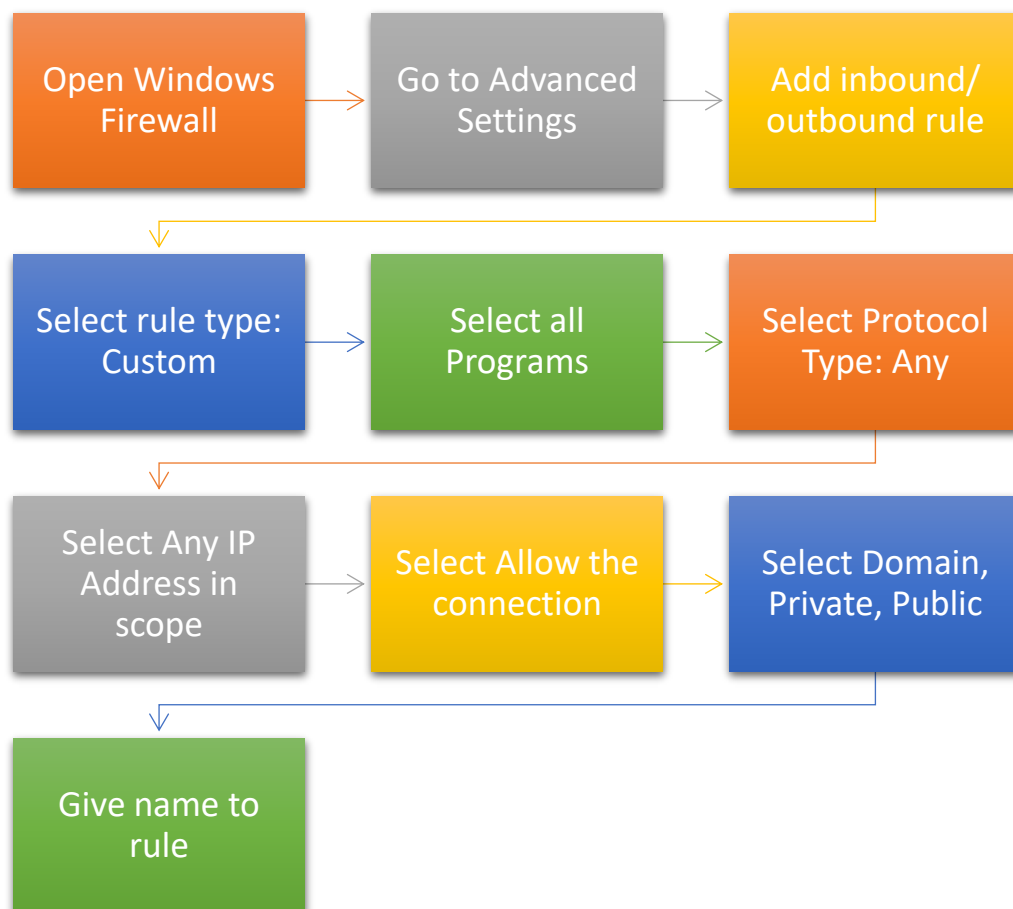 Open Windows
Firewall
Go to Advanced
Settings
Add inbound/
outbound rule
Select rule type:
Custom
Select all
Programs
Select Protocol
Type: Any
Select Any IP
Address in
scope
Select Allow the
connection
Select Domain,
Private, Public
Give name to
rule